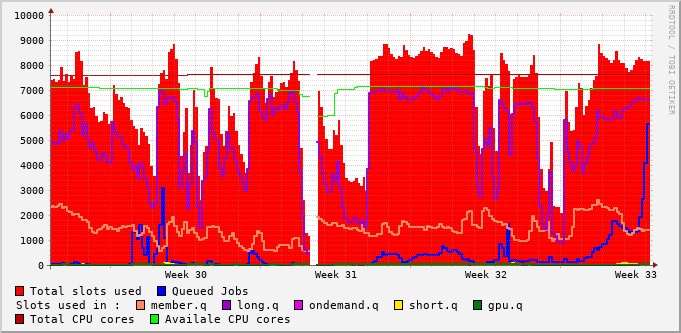 RRDTOOL / TOBI OETIKER
10000
9000
8000
7000
6000
5000
4000
3000
2000
1000
0
Week 30 Week 31 Week 32 Week 33
Total slots used Queued Jobs
Slots used in : member.q long.q ondemand.q short.q gpu.q
Total CPU cores Availale CPU cores